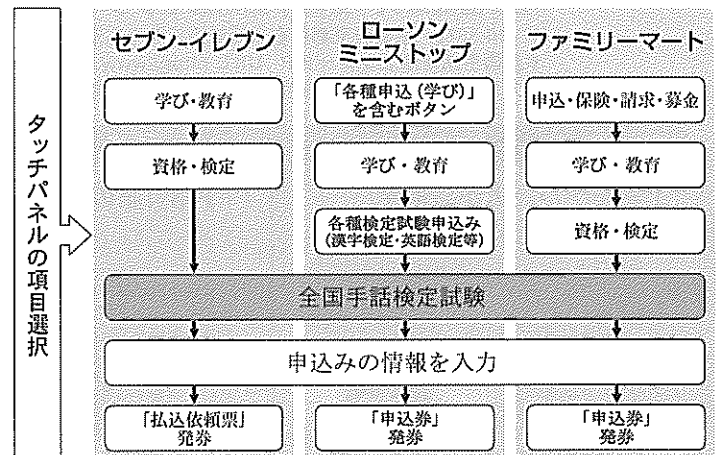 タッチパネルの項目選択
セブン-イレブン
学び・教育
資格・検定
ローソン
ミニストップ
「各種申込(学び)」
を含むボタン
学び・教育
各種検定試験申込み
(漢字検定・英語検定等)
ファミリーマート
申込・保険・請求・募金
学び・教育
資格・検定
全国手話検定試験
申込みの情報を入力
「払込依頼票」
発券
「申込券」
発券
「申込券」
発券